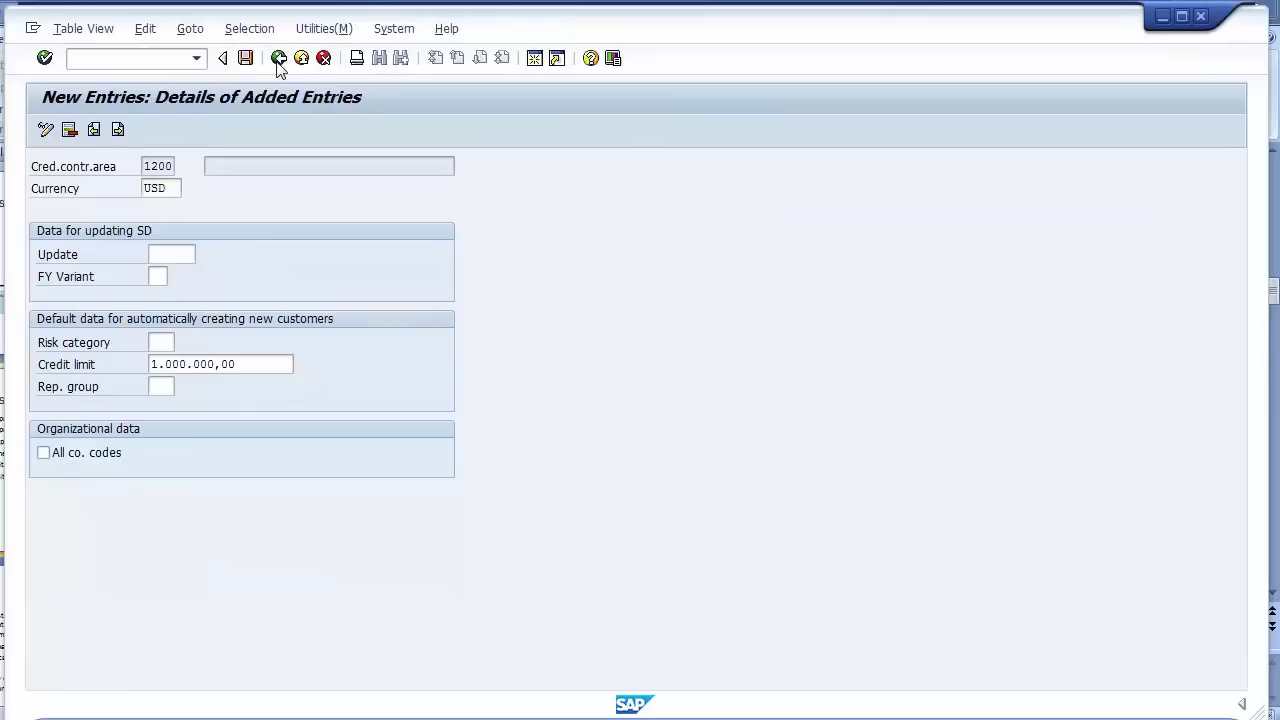 Table View Edit Goto Selection Utilities(M) System Help
New Entries: Details of Added Entries
Cred.contr.area 1200
Currency USD
Data for updating SD
Update
FY Variant
Default data for automatically creating new customers
Risk category
Credit limit 1.000.000,00
Rep. group
Organizational data
All co. codes
SAP